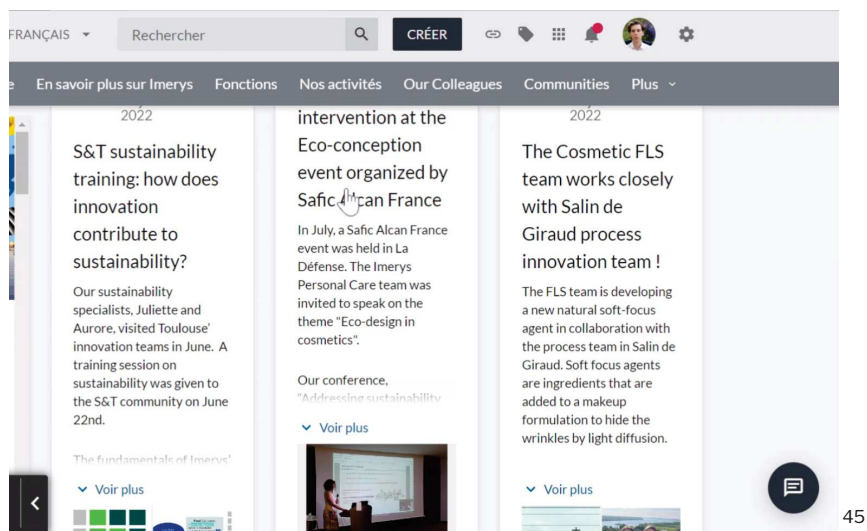 FRANÇAIS
Rechercher
CRÉER
En savoir plus sur Imerys
Fonctions
Nos activités
Our Colleagues
Communities
Plus
2022
S&T sustainability
training: how does
innovation
contribute to
sustainability?
Our sustainability
specialists, Juliette and
Aurore, visited Toulouse'
innovation teams in June. A
training session on
sustainability was given to
the S&T community on June
22nd.
The fundamentals of Imerys'
Voir plus
intervention at the
Eco-conception
event organized by
Safic Alcan France
In July, a Safic Alcan France
event was held in La
Défense. The Imerys
Personal Care team was
invited to speak on the
theme "Eco-design in
cosmetics".
Our conference,
"Addressing sustainability
Voir plus
2022
The Cosmetic FLS
team works closely
with Salin de
Giraud process
innovation team !
The FLS team is developing
a new natural soft-focus
agent in collaboration with
the process team in Salin de
Giraud. Soft focus agents
are ingredients that are
added to a makeup
formulation to hide the
wrinkles by light diffusion.
Voir plus
45